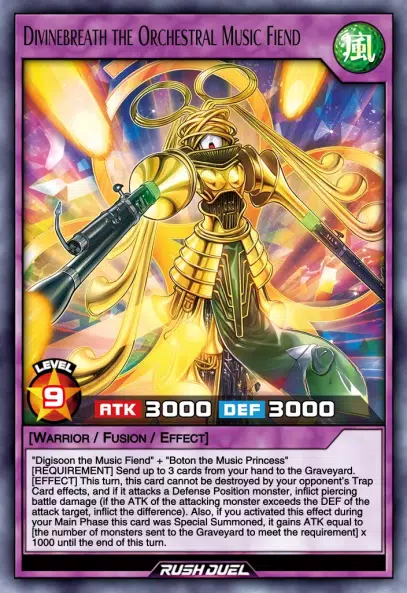 Divinebreath the Orchestral Music Fiend
風
LEVEL
9
ATK 3000 DEF 3000
[Warrior / Fusion / Effect]
"Digisoon the Music Fiend" + "Boton the Music Princess"
[REQUIREMENT] Send up to 3 cards from your hand to the Graveyard.
[EFFECT] This turn, this card cannot be destroyed by your opponent's Trap
Card effects, and if it attacks a Defense Position monster, inflict piercing
battle damage (if the ATK of the attacking monster exceeds the DEF of the
attack target, inflict the difference). Also, if you activated this effect during
your Main Phase this card was Special Summoned, it gains ATK equal to
[the number of monsters sent to the Graveyard to meet the requirement] x
1000 until the end of this turn.
RUSH DUEL